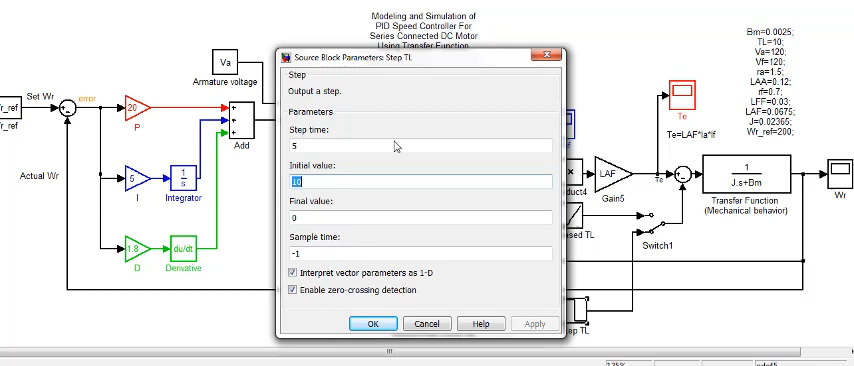 Modeling and Simulation of
PID Speed Controller For
Series Connected DC Motor
Using Transfer Function
Bm=0.0025;
TL=10;
Va=120;
Vf=120;
ra=1.5;
LAA=0.12;
rf=0.7;
LFF=0.03;
LAF=0.0675;
J=0.02365;
Wr_ref=200;
Va
Armature voltage
Set Wr
error
20
P
Add
Actual Wr
5
I
1
s
Integrator
1.8
D
du/dt
Derivative
Source Block Parameters: Step TL
Step
Output a step.
Parameters
Step time:
5
Initial value:
10
Final value:
0
Sample time:
-1
Interpret vector parameters as 1-D
Enable zero-crossing detection
OK
Cancel
Help
Apply
Te
Te=LAF*Ia*If
×
LAF
Gain5
Te
1
J.s+Bm
Transfer Function
(Mechanical behavior)
Wr
Switch1